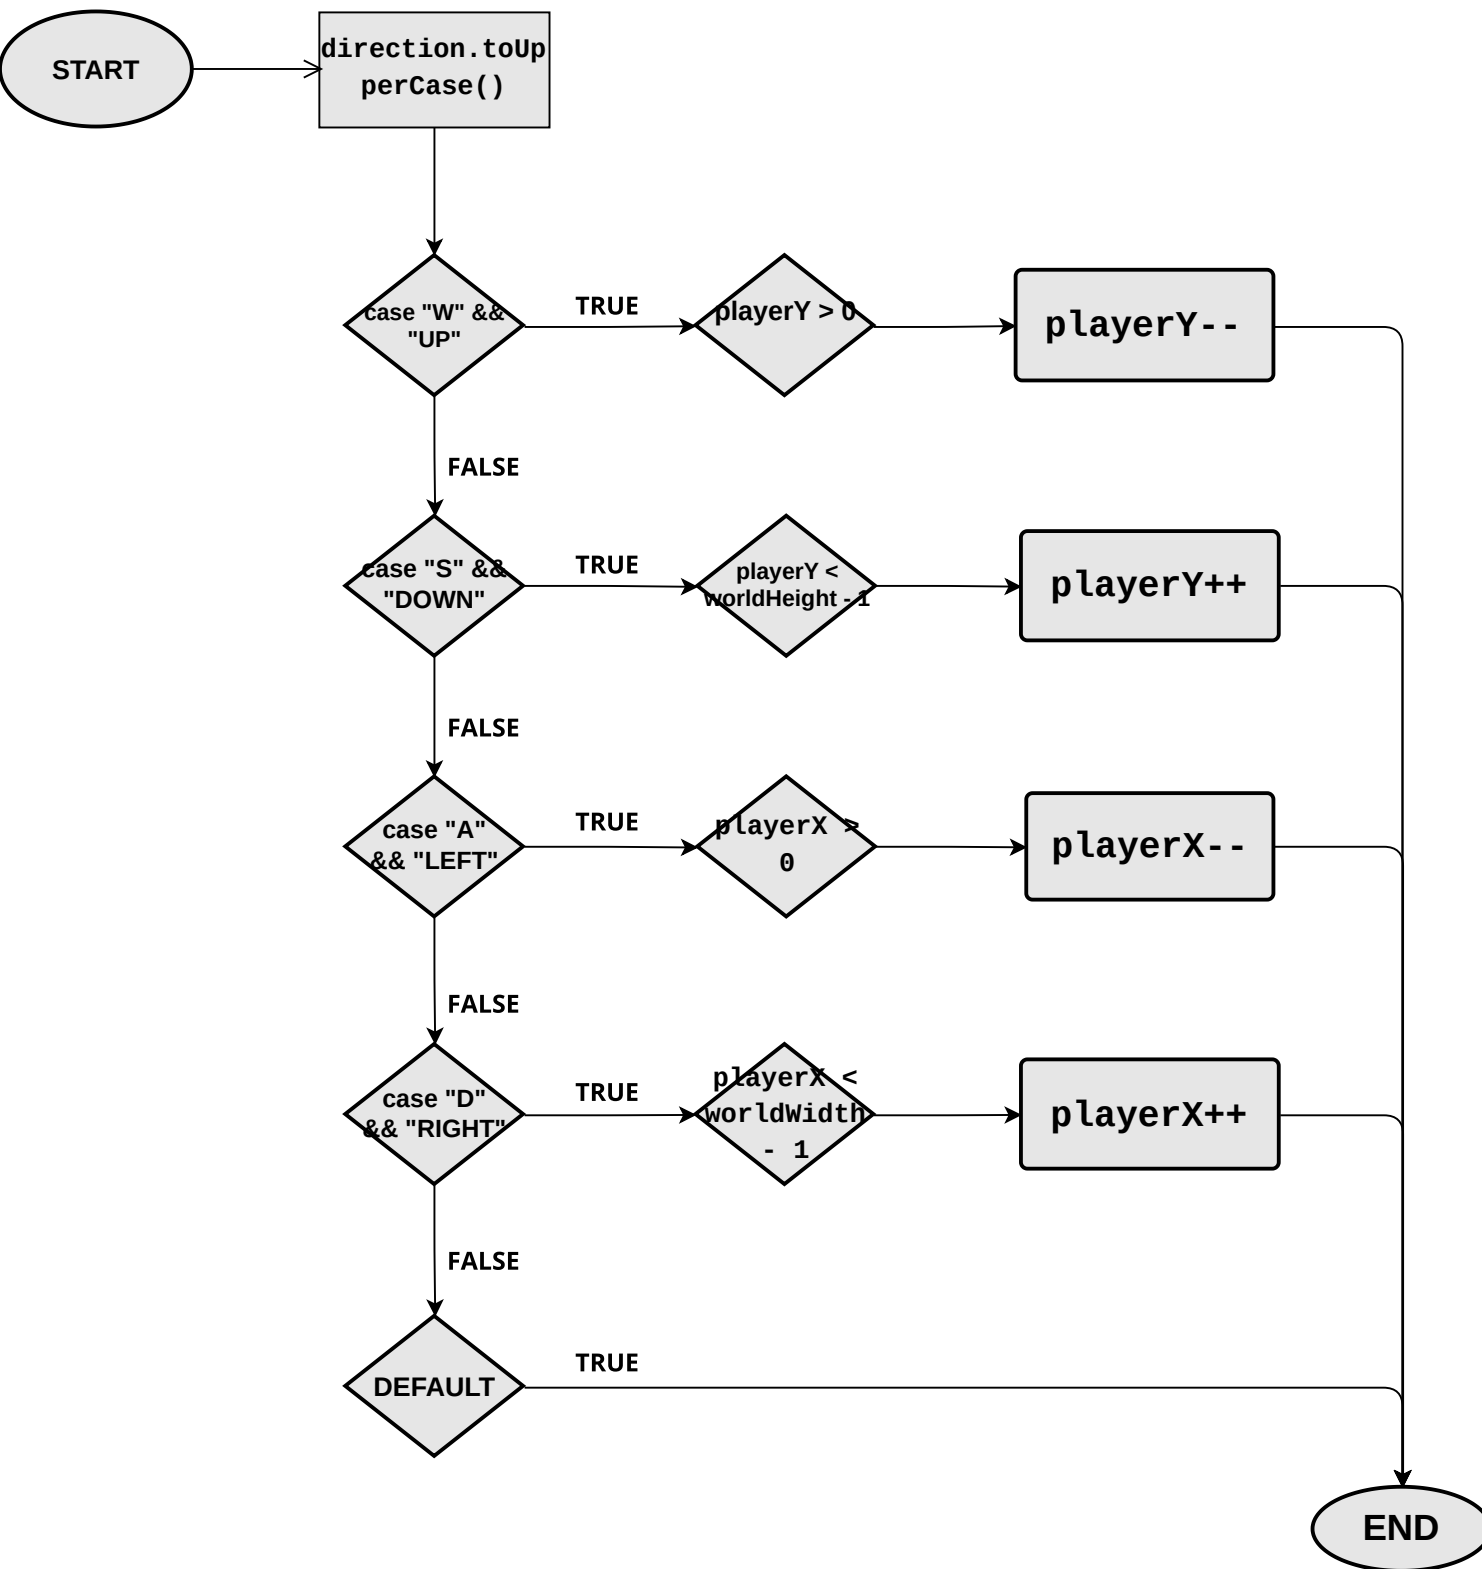 START
direction.toUp
perCase()
case "W" &&
"UP"
TRUE
playerY > 0
playerY--
FALSE
case "S" &&
"DOWN"
TRUE
playerY <
worldHeight - 1
playerY++
FALSE
case "A"
&& "LEFT"
TRUE
playerX >
0
playerX--
FALSE
case "D"
&& "RIGHT"
TRUE
playerX <
worldWidth
- 1
playerX++
FALSE
DEFAULT
TRUE
END